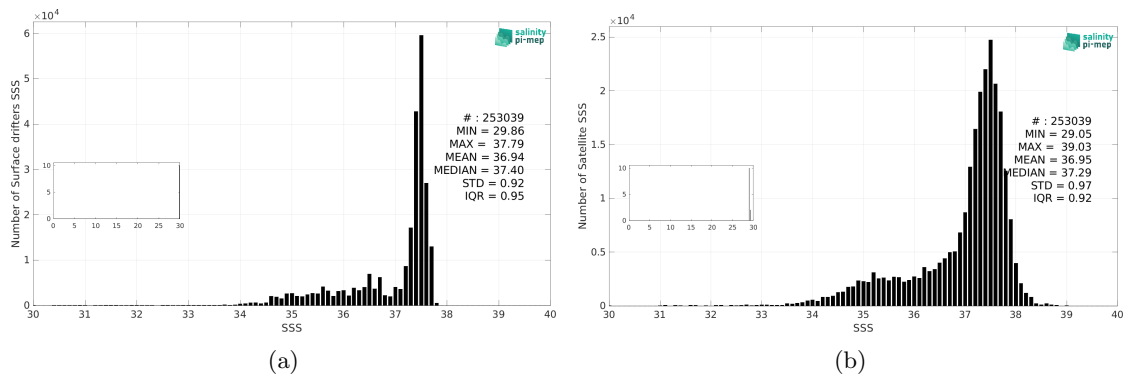 ×10⁴
6
5
4
3
2
1
0
Number of Surface drifters SSS
salinity
pi-mep
# : 253039
MIN = 29.86
MAX = 37.79
MEAN = 36.94
MEDIAN = 37.40
STD = 0.92
IQR = 0.95
10
5
0
0 5 10 15 20 25 30
30 31 32 33 34 35 36 37 38 39 40
SSS
(a)
×10⁴
2.5
2
1.5
1
0.5
0
Number of Satellite SSS
salinity
pi-mep
# : 253039
MIN = 29.05
MAX = 39.03
MEAN = 36.95
MEDIAN = 37.29
STD = 0.97
IQR = 0.92
10
5
0
0 5 10 15 20 25 30
30 31 32 33 34 35 36 37 38 39 40
SSS
(b)